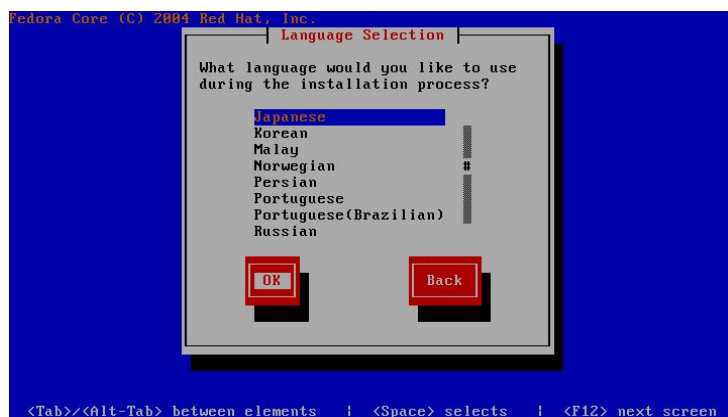 Fedora Core (C) 2004 Red Hat, Inc.
Language Selection
What language would you like to use
during the installation process?
Japanese
Korean
Malay
Norwegian #
Persian
Portuguese
Portuguese(Brazilian)
Russian
OK Back
<Tab>/<Alt-Tab> between elements | <Space> selects | <F12> next screen